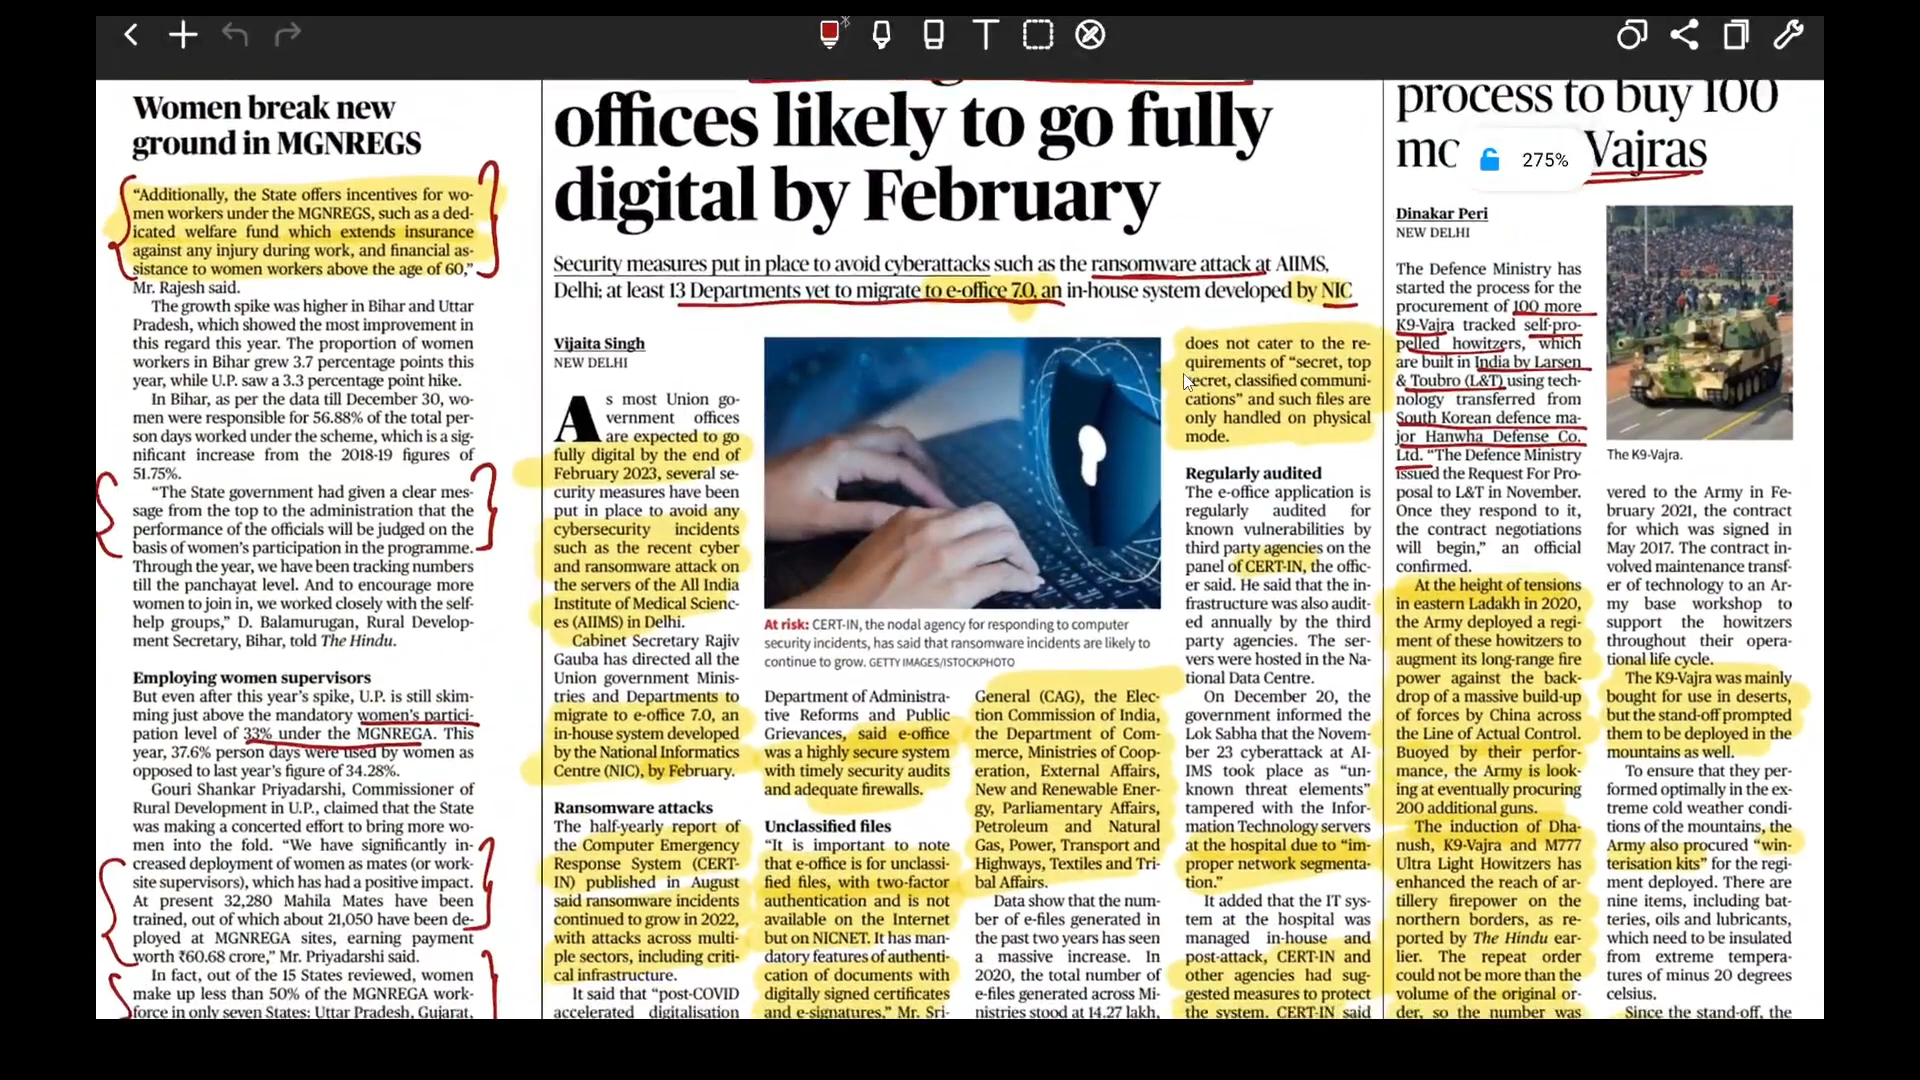 Women break new
ground in MGNREGS
“Additionally, the State offers incentives for wo-
men workers under the MGNREGS, such as a ded-
icated welfare fund which extends insurance
against any injury during work, and financial as-
sistance to women workers above the age of 60,”
Mr. Rajesh said.
The growth spike was higher in Bihar and Uttar
Pradesh, which showed the most improvement in
this regard this year. The proportion of women
workers in Bihar grew 3.7 percentage points this
year, while U.P. saw a 3.3 percentage point hike.
In Bihar, as per the data till December 30, wo-
men were responsible for 56.88% of the total per-
son days worked under the scheme, which is a sig-
nificant increase from the 2018-19 figures of
51.75%.
“The State government had given a clear mes-
sage from the top to the administration that the
performance of the officials will be judged on the
basis of women’s participation in the programme.
Through the year, we have been tracking numbers
till the panchayat level. And to encourage more
women to join in, we worked closely with the self-
help groups,” D. Balamurugan, Rural Develop-
ment Secretary, Bihar, told The Hindu.
Employing women supervisors
But even after this year’s spike, U.P. is still skim-
ming just above the mandatory women’s partici-
pation level of 33% under the MGNREGA. This
year, 37.6% person days were used by women as
opposed to last year’s figure of 34.28%.
Gouri Shankar Priyadarshi, Commissioner of
Rural Development in U.P., claimed that the State
was making a concerted effort to bring more wo-
men into the fold. “We have significantly in-
creased deployment of women as mates (or work-
site supervisors), which has had a positive impact.
At present 32,280 Mahila Mates have been
trained, out of which about 21,050 have been de-
ployed at MGNREGA sites, earning payment
worth ₹60.68 crore,” Mr. Priyadarshi said.
In fact, out of the 15 States reviewed, women
make up less than 50% of the MGNREGA work-
force in only seven States: Uttar Pradesh, Gujarat,
offices likely to go fully
digital by February
Security measures put in place to avoid cyberattacks such as the ransomware attack at AIIMS,
Delhi; at least 13 Departments yet to migrate to e-office 7.0, an in-house system developed by NIC
Vijaita Singh
NEW DELHI
As most Union go-
vernment offices
are expected to go
fully digital by the end of
February 2023, several se-
curity measures have been
put in place to avoid any
cybersecurity incidents
such as the recent cyber
and ransomware attack on
the servers of the All India
Institute of Medical Scienc-
es (AIIMS) in Delhi.
Cabinet Secretary Rajiv
Gauba has directed all the
Union government Minis-
tries and Departments to
migrate to e-office 7.0, an
in-house system developed
by the National Informatics
Centre (NIC), by February.
Ransomware attacks
The half-yearly report of
the Computer Emergency
Response System (CERT-
IN) published in August
said ransomware incidents
continued to grow in 2022,
with attacks across multi-
ple sectors, including criti-
cal infrastructure.
It said that “post-COVID
accelerated digitalisation
At risk: CERT-IN, the nodal agency for responding to computer
security incidents, has said that ransomware incidents are likely to
continue to grow. GETTY IMAGES/ISTOCKPHOTO
Department of Administra-
tive Reforms and Public
Grievances, said e-office
was a highly secure system
with timely security audits
and adequate firewalls.
Unclassified files
“It is important to note
that e-office is for unclassi-
fied files, with two-factor
authentication and is not
available on the Internet
but on NICNET. It has man-
datory features of authenti-
cation of documents with
digitally signed certificates
and e-signatures,” Mr. Sri-
General (CAG), the Elec-
tion Commission of India,
the Department of Com-
merce, Ministries of Coop-
eration, External Affairs,
New and Renewable Ener-
gy, Parliamentary Affairs,
Petroleum and Natural
Gas, Power, Transport and
Highways, Textiles and Tri-
bal Affairs.
Data show that the num-
ber of e-files generated in
the past two years has seen
a massive increase. In
2020, the total number of
e-files generated across Mi-
nistries stood at 14.27 lakh,
does not cater to the re-
quirements of “secret, top
secret, classified communi-
cations” and such files are
only handled on physical
mode.
Regularly audited
The e-office application is
regularly audited for
known vulnerabilities by
third party agencies on the
panel of CERT-IN, the offic-
er said. He said that the in-
frastructure was also audit-
ed annually by the third
party agencies. The ser-
vers were hosted in the Na-
tional Data Centre.
On December 20, the
government informed the
Lok Sabha that the Novem-
ber 23 cyberattack at AI-
IMS took place as “un-
known threat elements”
tampered with the Infor-
mation Technology servers
at the hospital due to “im-
proper network segmenta-
tion.”
It added that the IT sys-
tem at the hospital was
managed in-house and
post-attack, CERT-IN and
other agencies had sug-
gested measures to protect
the system. CERT-IN said
process to buy 100
Vajras
275%
Dinakar Peri
NEW DELHI
The Defence Ministry has
started the process for the
procurement of 100 more
K9-Vajra tracked self-pro-
pelled howitzers, which
are built in India by Larsen
& Toubro (L&T) using tech-
nology transferred from
South Korean defence ma-
jor Hanwha Defense Co.
Ltd. “The Defence Ministry
issued the Request For Pro-
posal to L&T in November.
Once they respond to it,
the contract negotiations
will begin,” an official
confirmed.
At the height of tensions
in eastern Ladakh in 2020,
the Army deployed a regi-
ment of these howitzers to
augment its long-range fire
power against the back-
drop of a massive build-up
of forces by China across
the Line of Actual Control.
Buoyed by their perfor-
mance, the Army is look-
ing at eventually procuring
200 additional guns.
The induction of Dha-
nush, K9-Vajra and M777
Ultra Light Howitzers has
enhanced the reach of ar-
tillery firepower on the
northern borders, as re-
ported by The Hindu ear-
lier. The repeat order
could not be more than the
volume of the original or-
der, so the number was
The K9-Vajra.
vered to the Army in Fe-
bruary 2021, the contract
for which was signed in
May 2017. The contract in-
volved maintenance transf-
er of technology to an Ar-
my base workshop to
support the howitzers
throughout their opera-
tional life cycle.
The K9-Vajra was mainly
bought for use in deserts,
but the stand-off prompted
them to be deployed in the
mountains as well.
To ensure that they per-
formed optimally in the ex-
treme cold weather condi-
tions of the mountains, the
Army also procured “win-
terisation kits” for the regi-
ment deployed. There are
nine items, including bat-
teries, oils and lubricants,
which need to be insulated
from extreme tempera-
tures of minus 20 degrees
celsius.
Since the stand-off, the